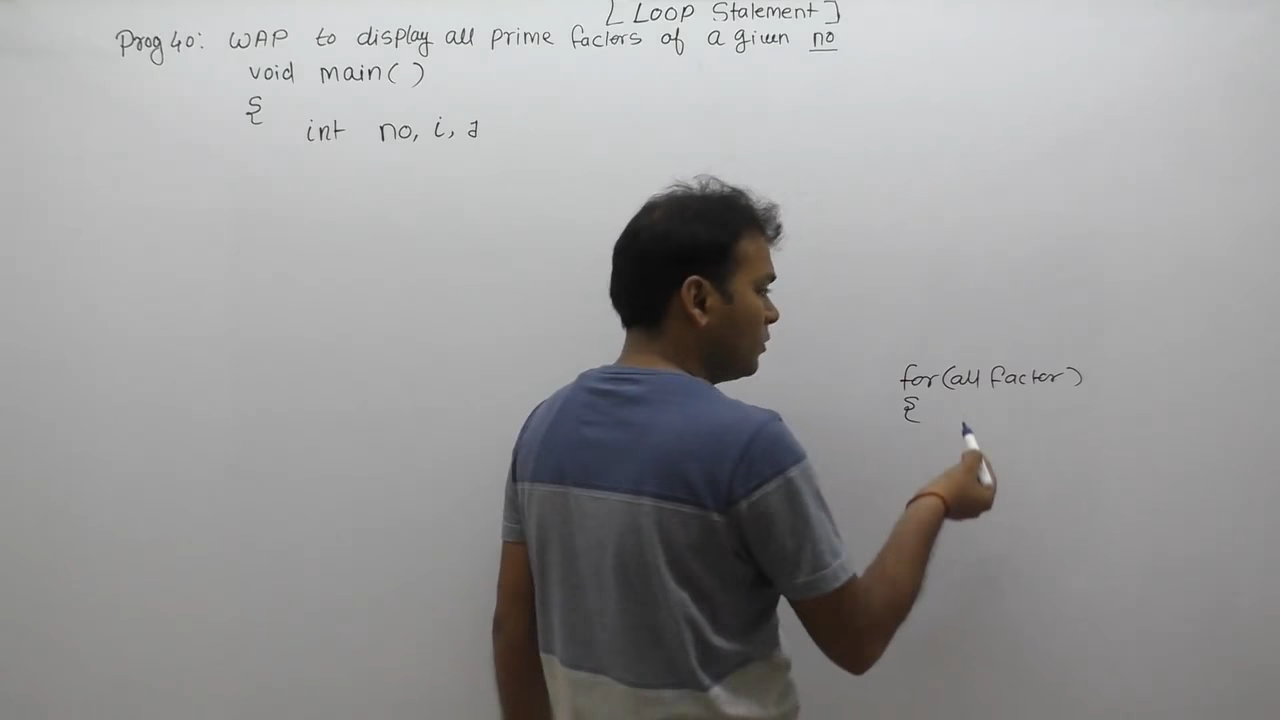 [ LOOP Statement ]
Prog 40: WAP to display all prime factors of a given no
void main( )
{
int no, i, j
for(all factor)
{